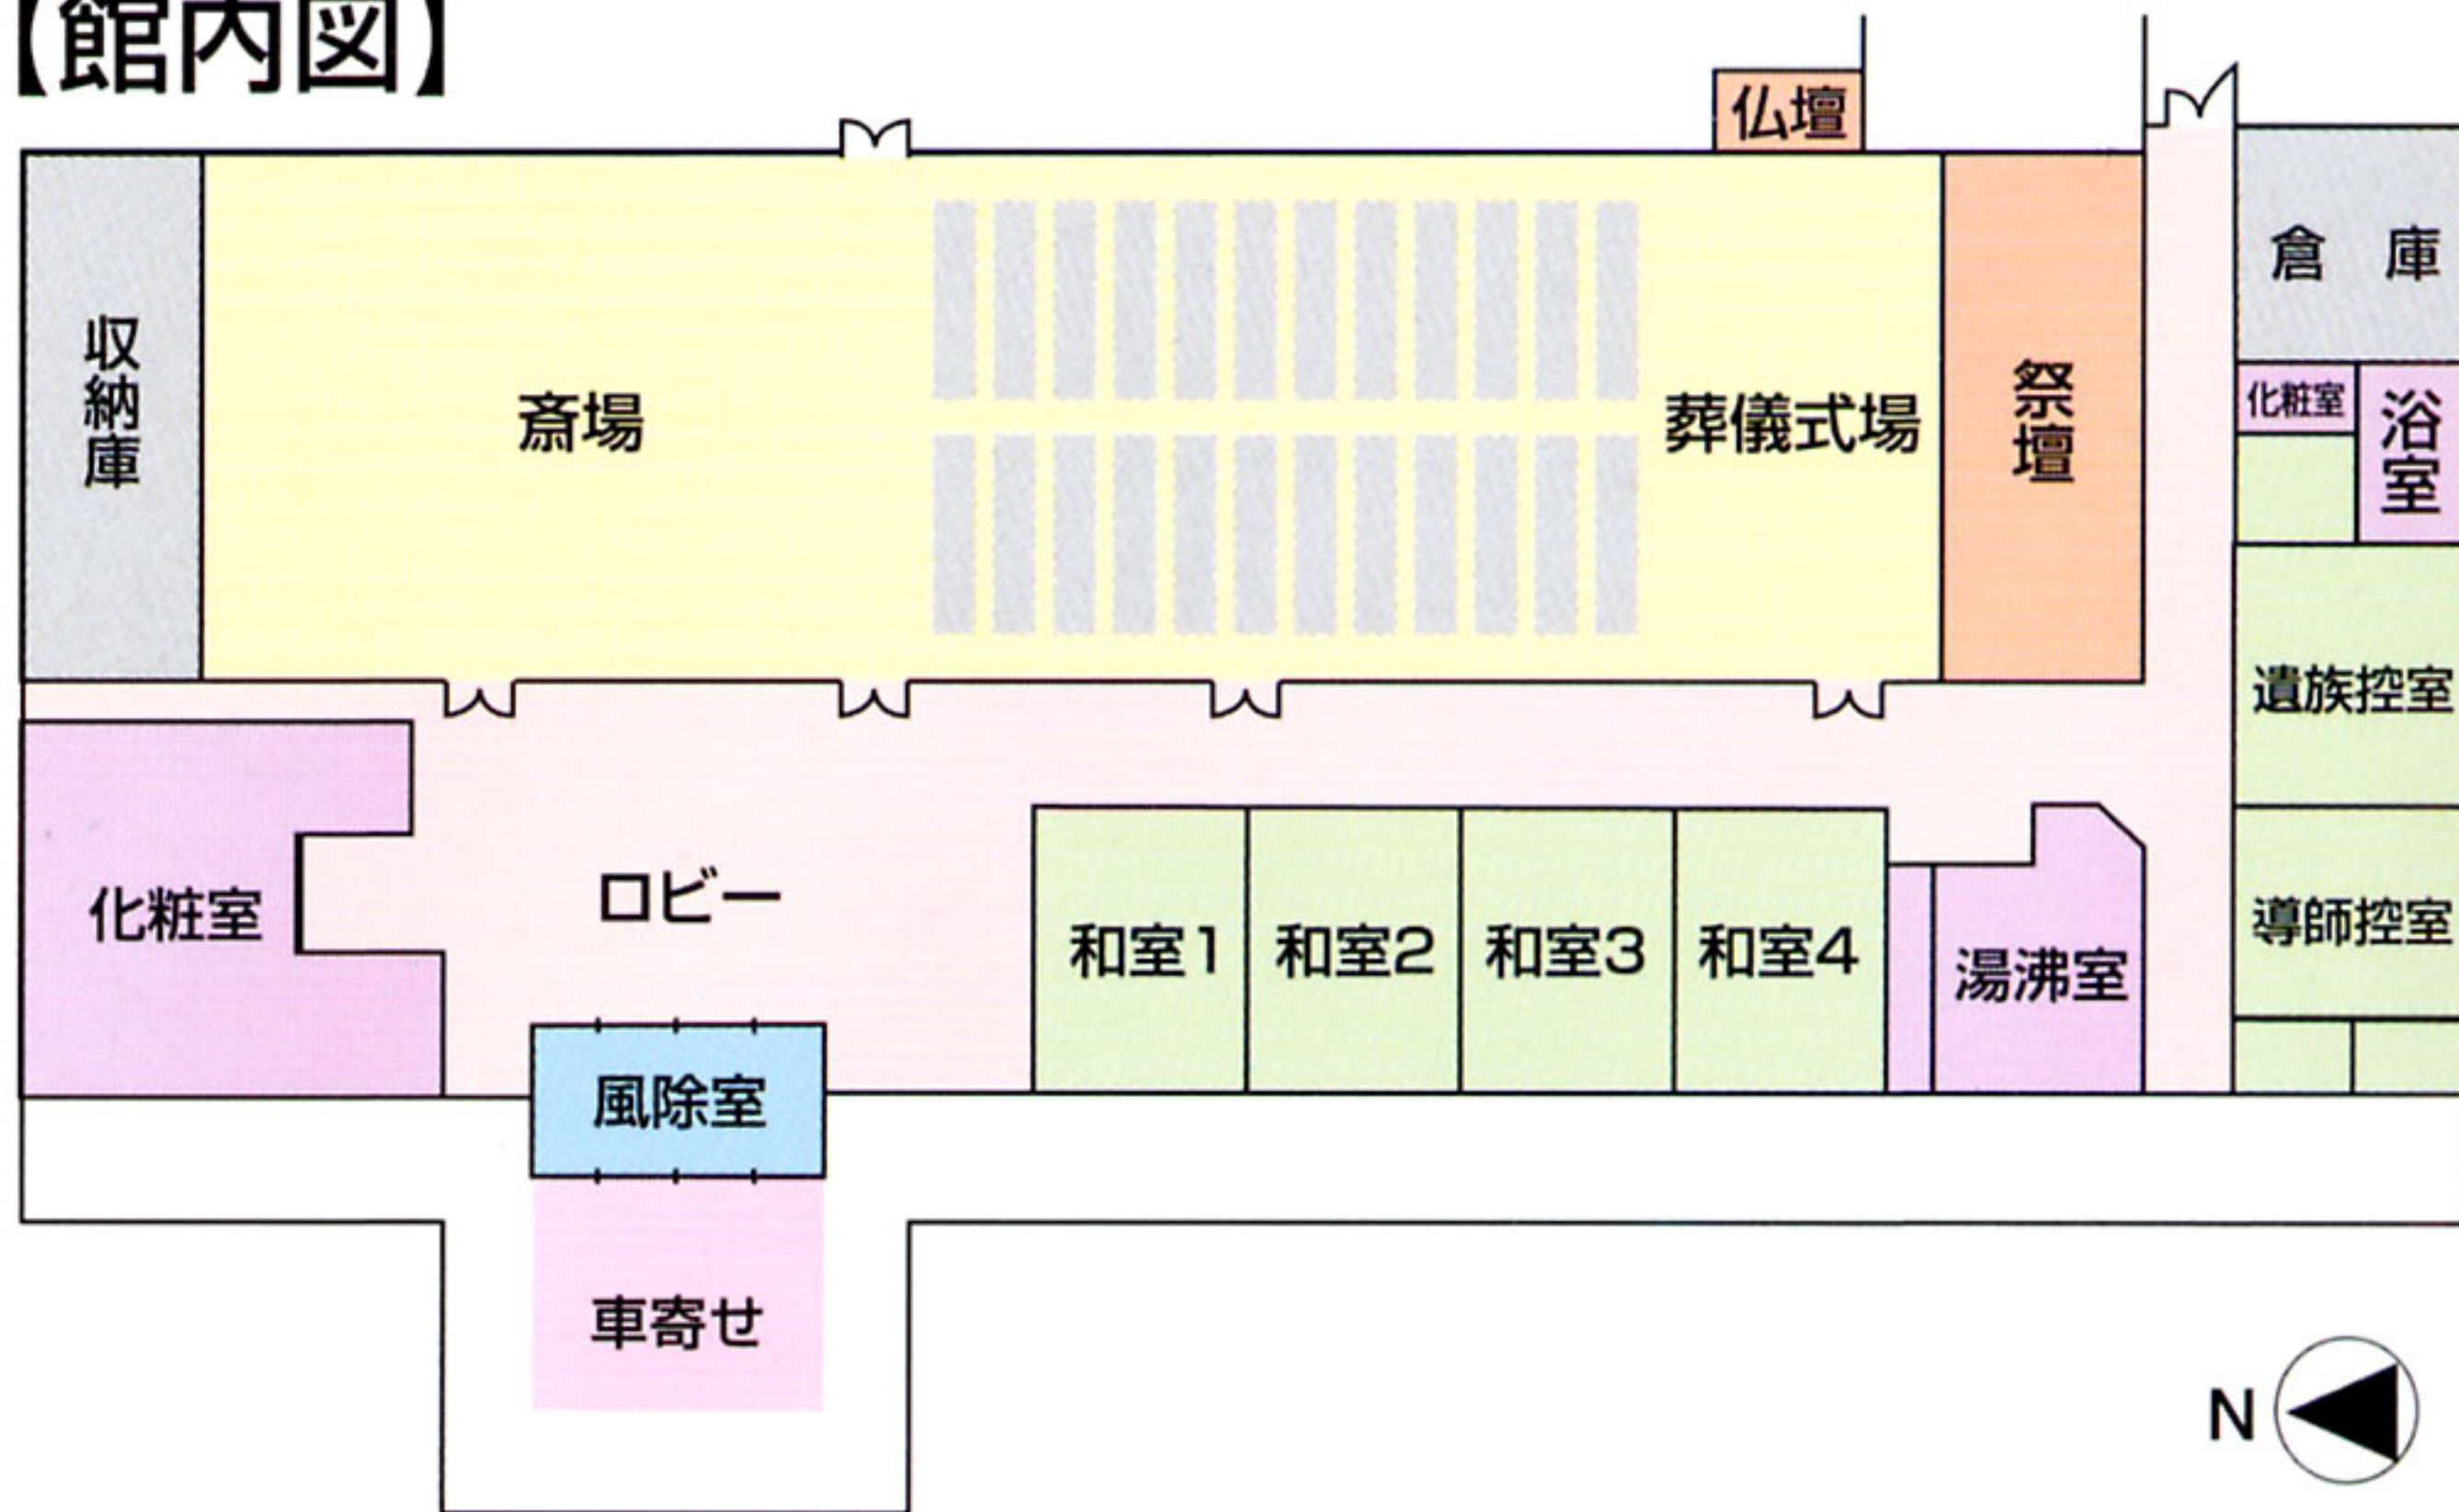 【館内図】
仏壇
倉庫
収納庫
斎場
葬儀式場
祭壇
化粧室
浴室
遺族控室
化粧室
ロビー
導師控室
和室1
和室2
和室3
和室4
湯沸室
風除室
車寄せ
N